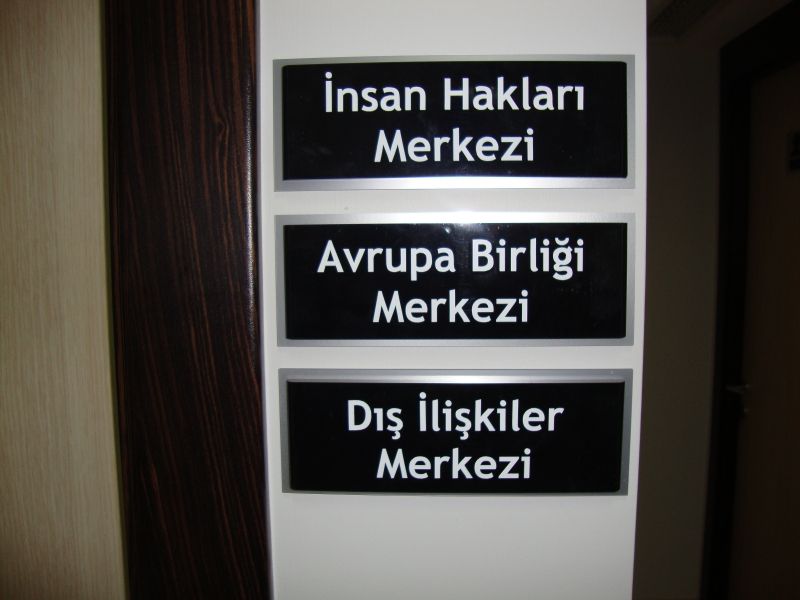 İnsan Hakları
Merkezi
Avrupa Birliği
Merkezi
Dış İlişkiler
Merkezi